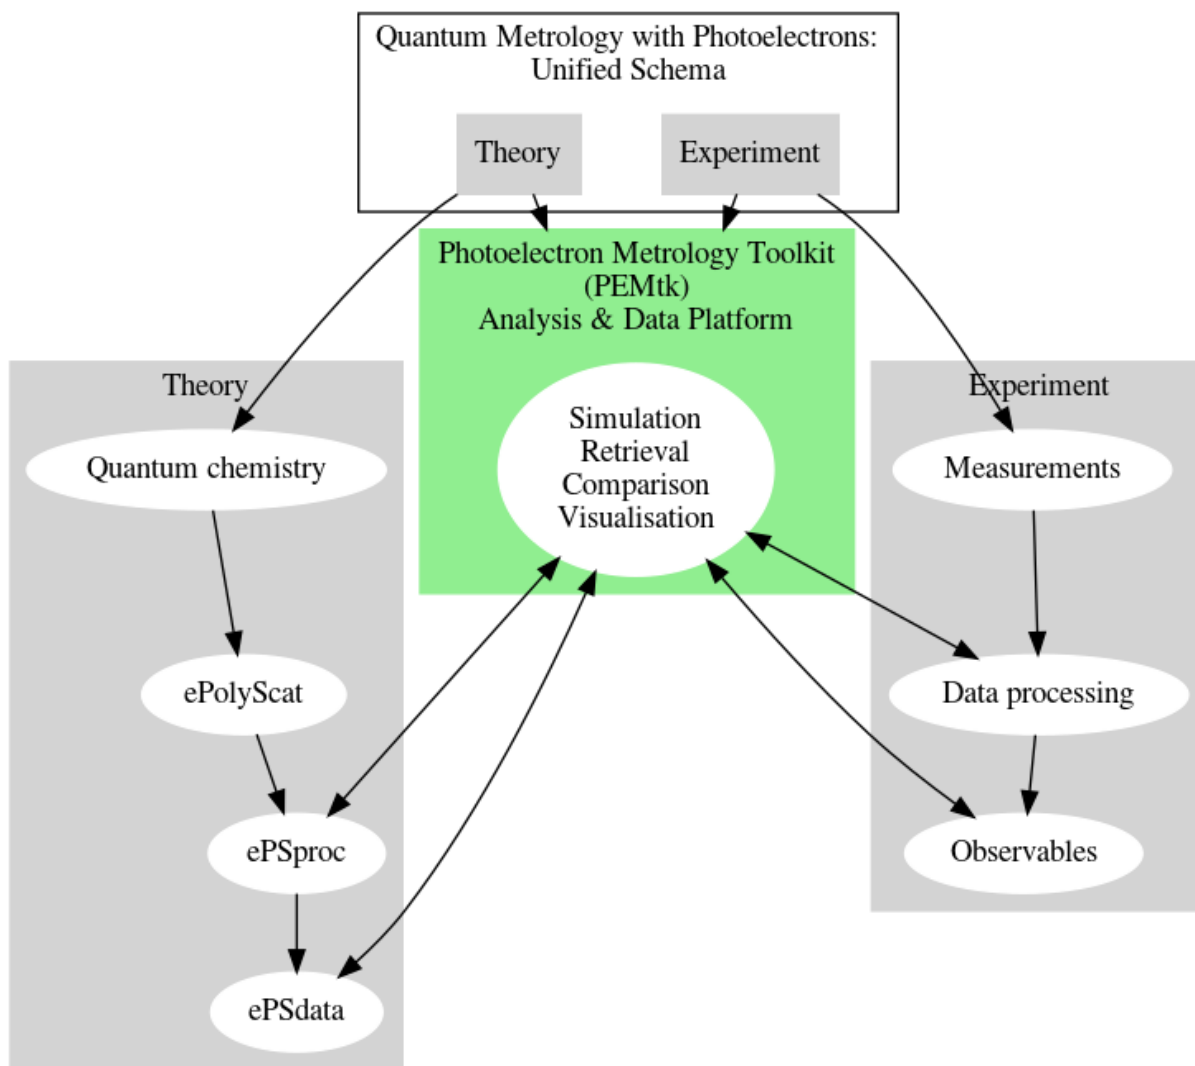 Quantum Metrology with Photoelectrons:
Unified Schema
Theory
Experiment
Photoelectron Metrology Toolkit
(PEMtk)
Analysis & Data Platform
Simulation
Retrieval
Comparison
Visualisation
Theory
Quantum chemistry
ePolyScat
ePSproc
ePSdata
Experiment
Measurements
Data processing
Observables